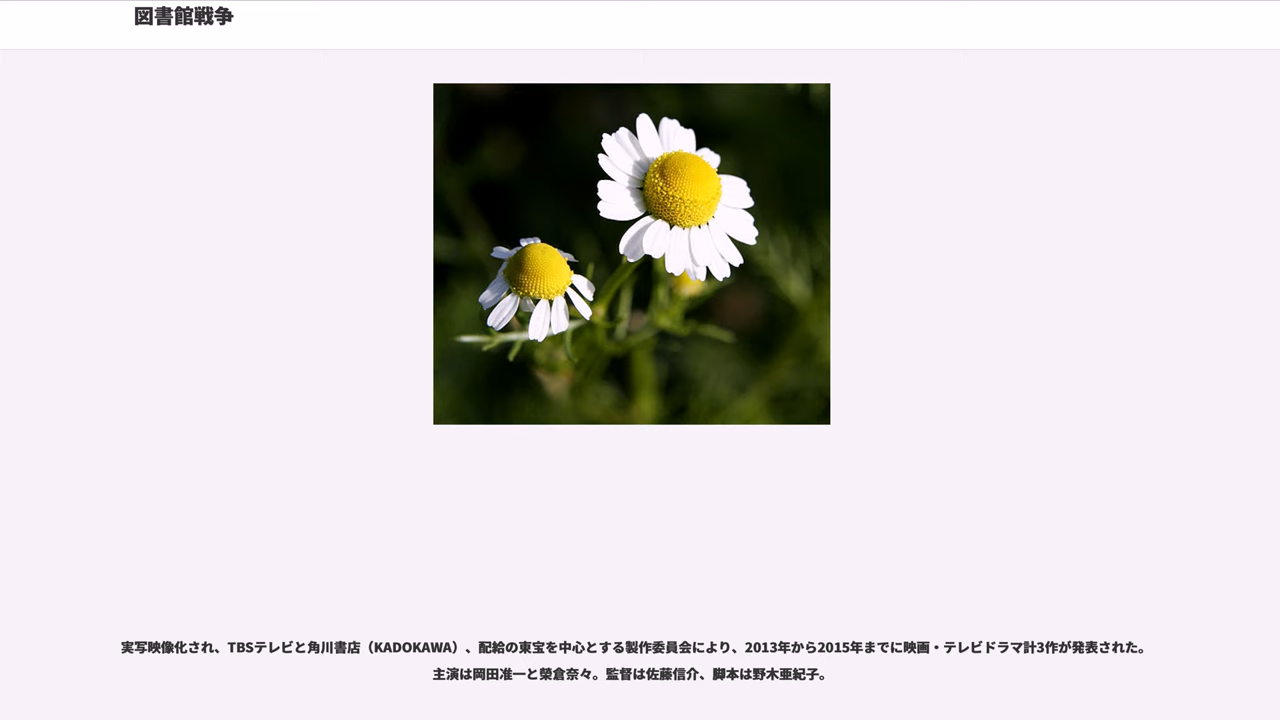 図書館戦争
実写映像化され、TBSテレビと角川書店（KADOKAWA）、配給の東宝を中心とする製作委員会により、2013年から2015年までに映画・テレビドラマ計3作が発表された。
主演は岡田准一と榮倉奈々。監督は佐藤信介、脚本は野木亜紀子。